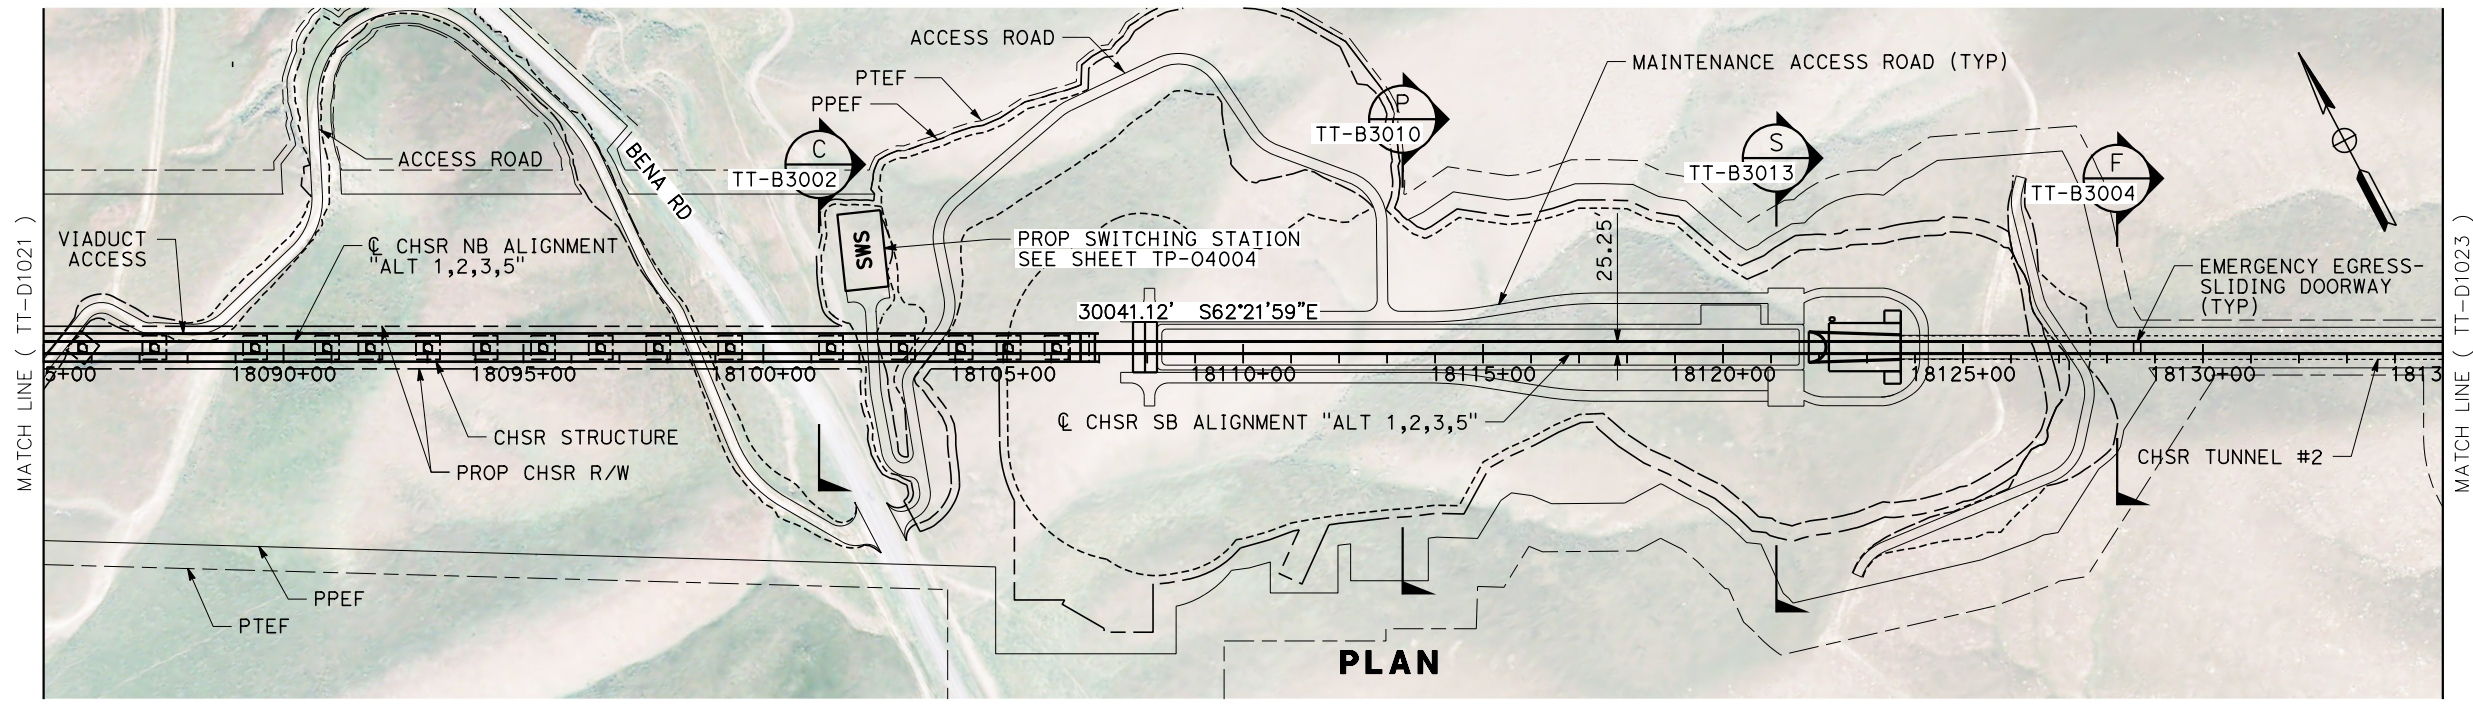 ACCESS ROAD
PTEF
PPEF
MAINTENANCE ACCESS ROAD (TYP)
P
TT-B3010
C
TT-B3002
S
TT-B3013
F
TT-B3004
ACCESS ROAD
BENA RD
VIADUCT
ACCESS
℄ CHSR NB ALIGNMENT
"ALT 1,2,3,5"
SWS
PROP SWITCHING STATION
SEE SHEET TP-O4004
25.25
EMERGENCY EGRESS-
SLIDING DOORWAY
(TYP)
30041.12' S62°21'59"E
5+00
18090+00
18095+00
18100+00
18105+00
18110+00
18115+00
18120+00
18125+00
18130+00
1813
MATCH LINE ( TT-D1021 )
MATCH LINE ( TT-D1023 )
℄ CHSR SB ALIGNMENT "ALT 1,2,3,5"
CHSR STRUCTURE
PROP CHSR R/W
CHSR TUNNEL #2
PPEF
PTEF
PLAN